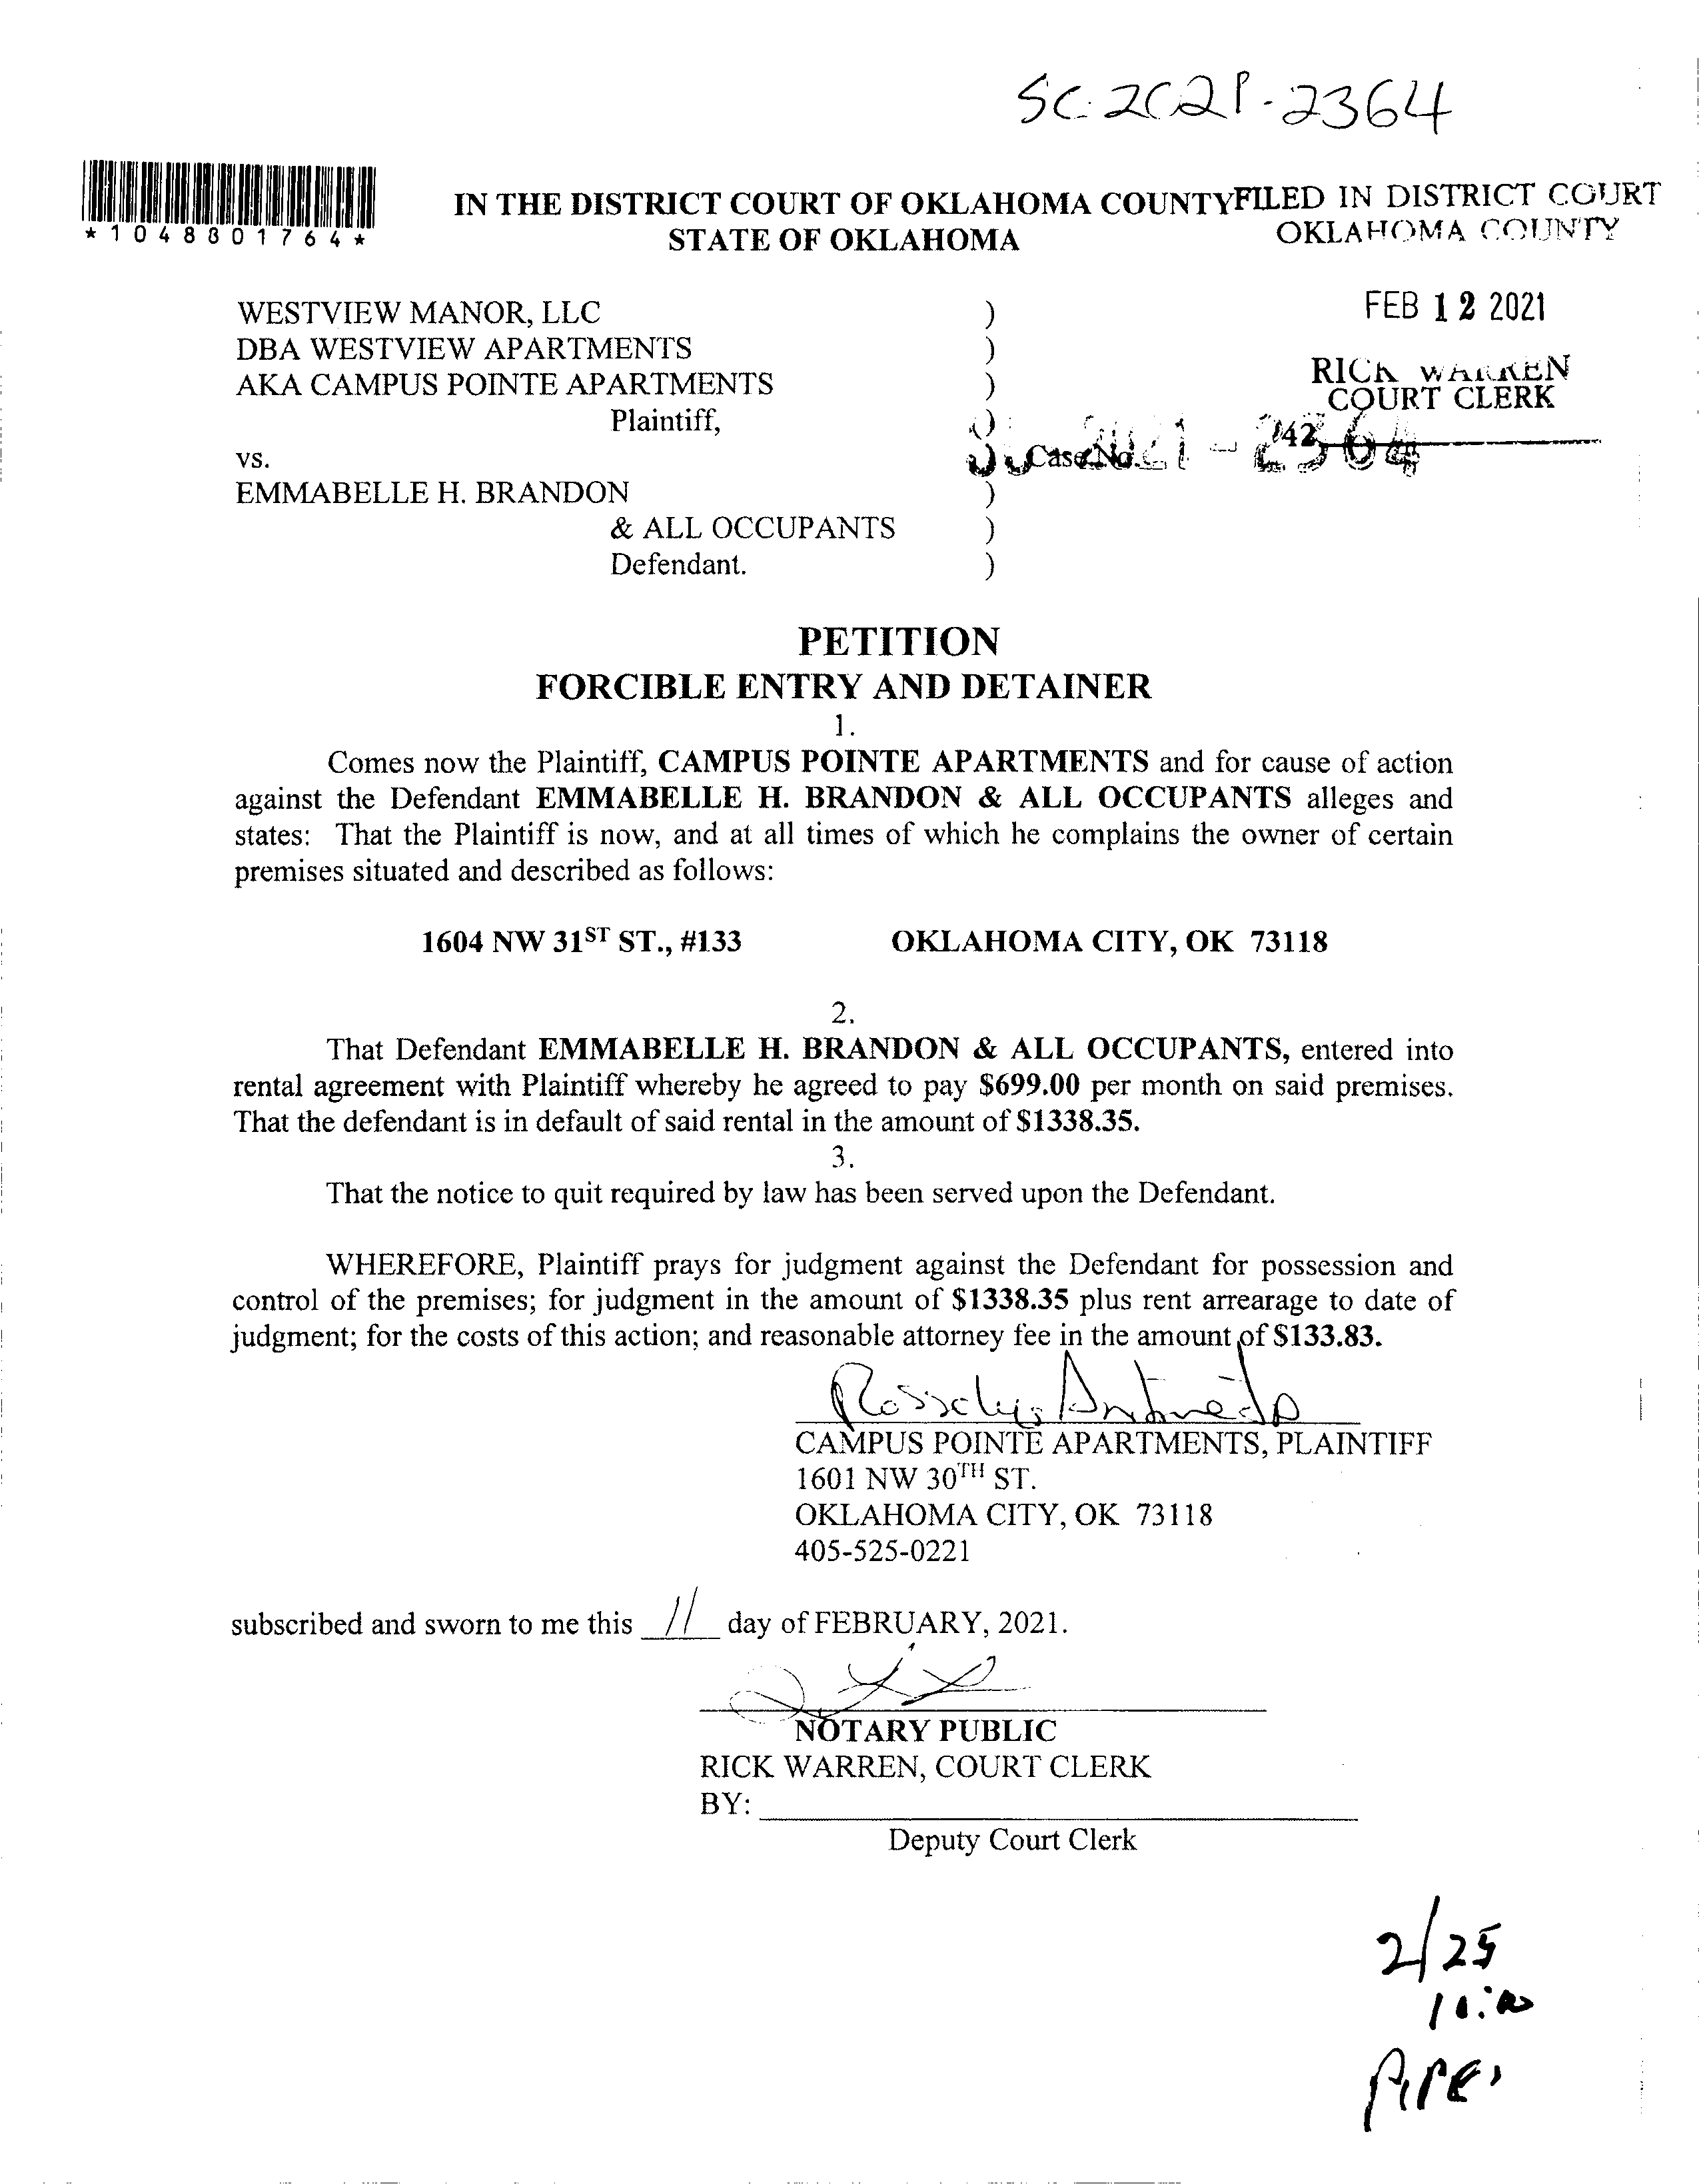 SC-2021-2364
*1048801764*
IN THE DISTRICT COURT OF OKLAHOMA COUNTY
STATE OF OKLAHOMA
FILED IN DISTRICT COURT
OKLAHOMA COUNTY
FEB 12 2021
RICK WARREN
COURT CLERK
42
WESTVIEW MANOR, LLC )
DBA WESTVIEW APARTMENTS )
AKA CAMPUS POINTE APARTMENTS )
Plaintiff, )
vs. Case No. 2021-2364
EMMABELLE H. BRANDON )
& ALL OCCUPANTS )
Defendant. )
PETITION
FORCIBLE ENTRY AND DETAINER
1.
Comes now the Plaintiff, CAMPUS POINTE APARTMENTS and for cause of action
against the Defendant EMMABELLE H. BRANDON & ALL OCCUPANTS alleges and
states: That the Plaintiff is now, and at all times of which he complains the owner of certain
premises situated and described as follows:
1604 NW 31ST ST., #133 OKLAHOMA CITY, OK 73118
2.
That Defendant EMMABELLE H. BRANDON & ALL OCCUPANTS, entered into
rental agreement with Plaintiff whereby he agreed to pay $699.00 per month on said premises.
That the defendant is in default of said rental in the amount of $1338.35.
3.
That the notice to quit required by law has been served upon the Defendant.
WHEREFORE, Plaintiff prays for judgment against the Defendant for possession and
control of the premises; for judgment in the amount of $1338.35 plus rent arrearage to date of
judgment; for the costs of this action; and reasonable attorney fee in the amount of $133.83.
CAMPUS POINTE APARTMENTS, PLAINTIFF
1601 NW 30TH ST.
OKLAHOMA CITY, OK 73118
405-525-0221
subscribed and sworn to me this 11 day of FEBRUARY, 2021.
NOTARY PUBLIC
RICK WARREN, COURT CLERK
BY:
Deputy Court Clerk
2/25